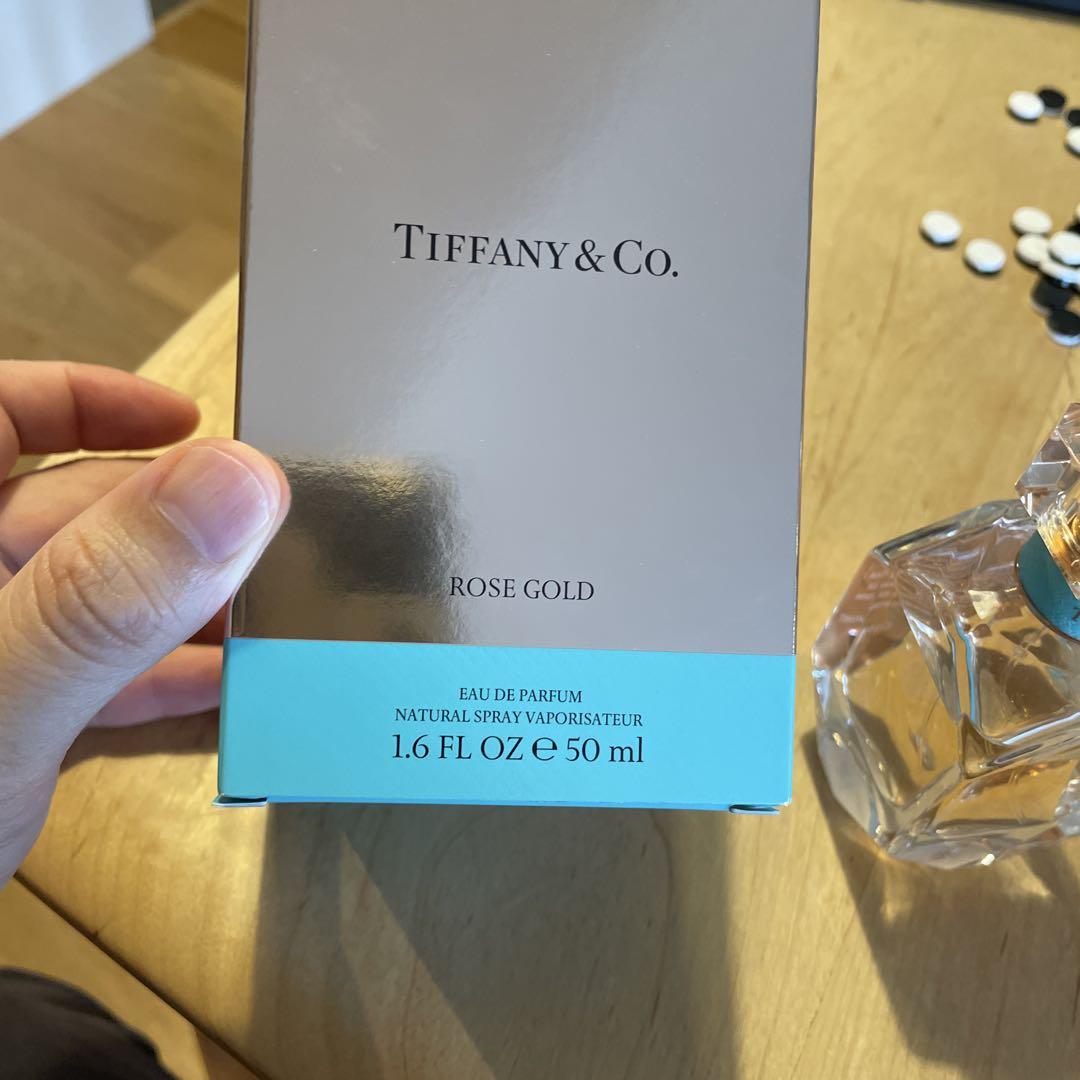 TIFFANY & CO.
ROSE GOLD
EAU DE PARFUM
NATURAL SPRAY VAPORISATEUR
1.6 FL OZ ℮ 50 ml